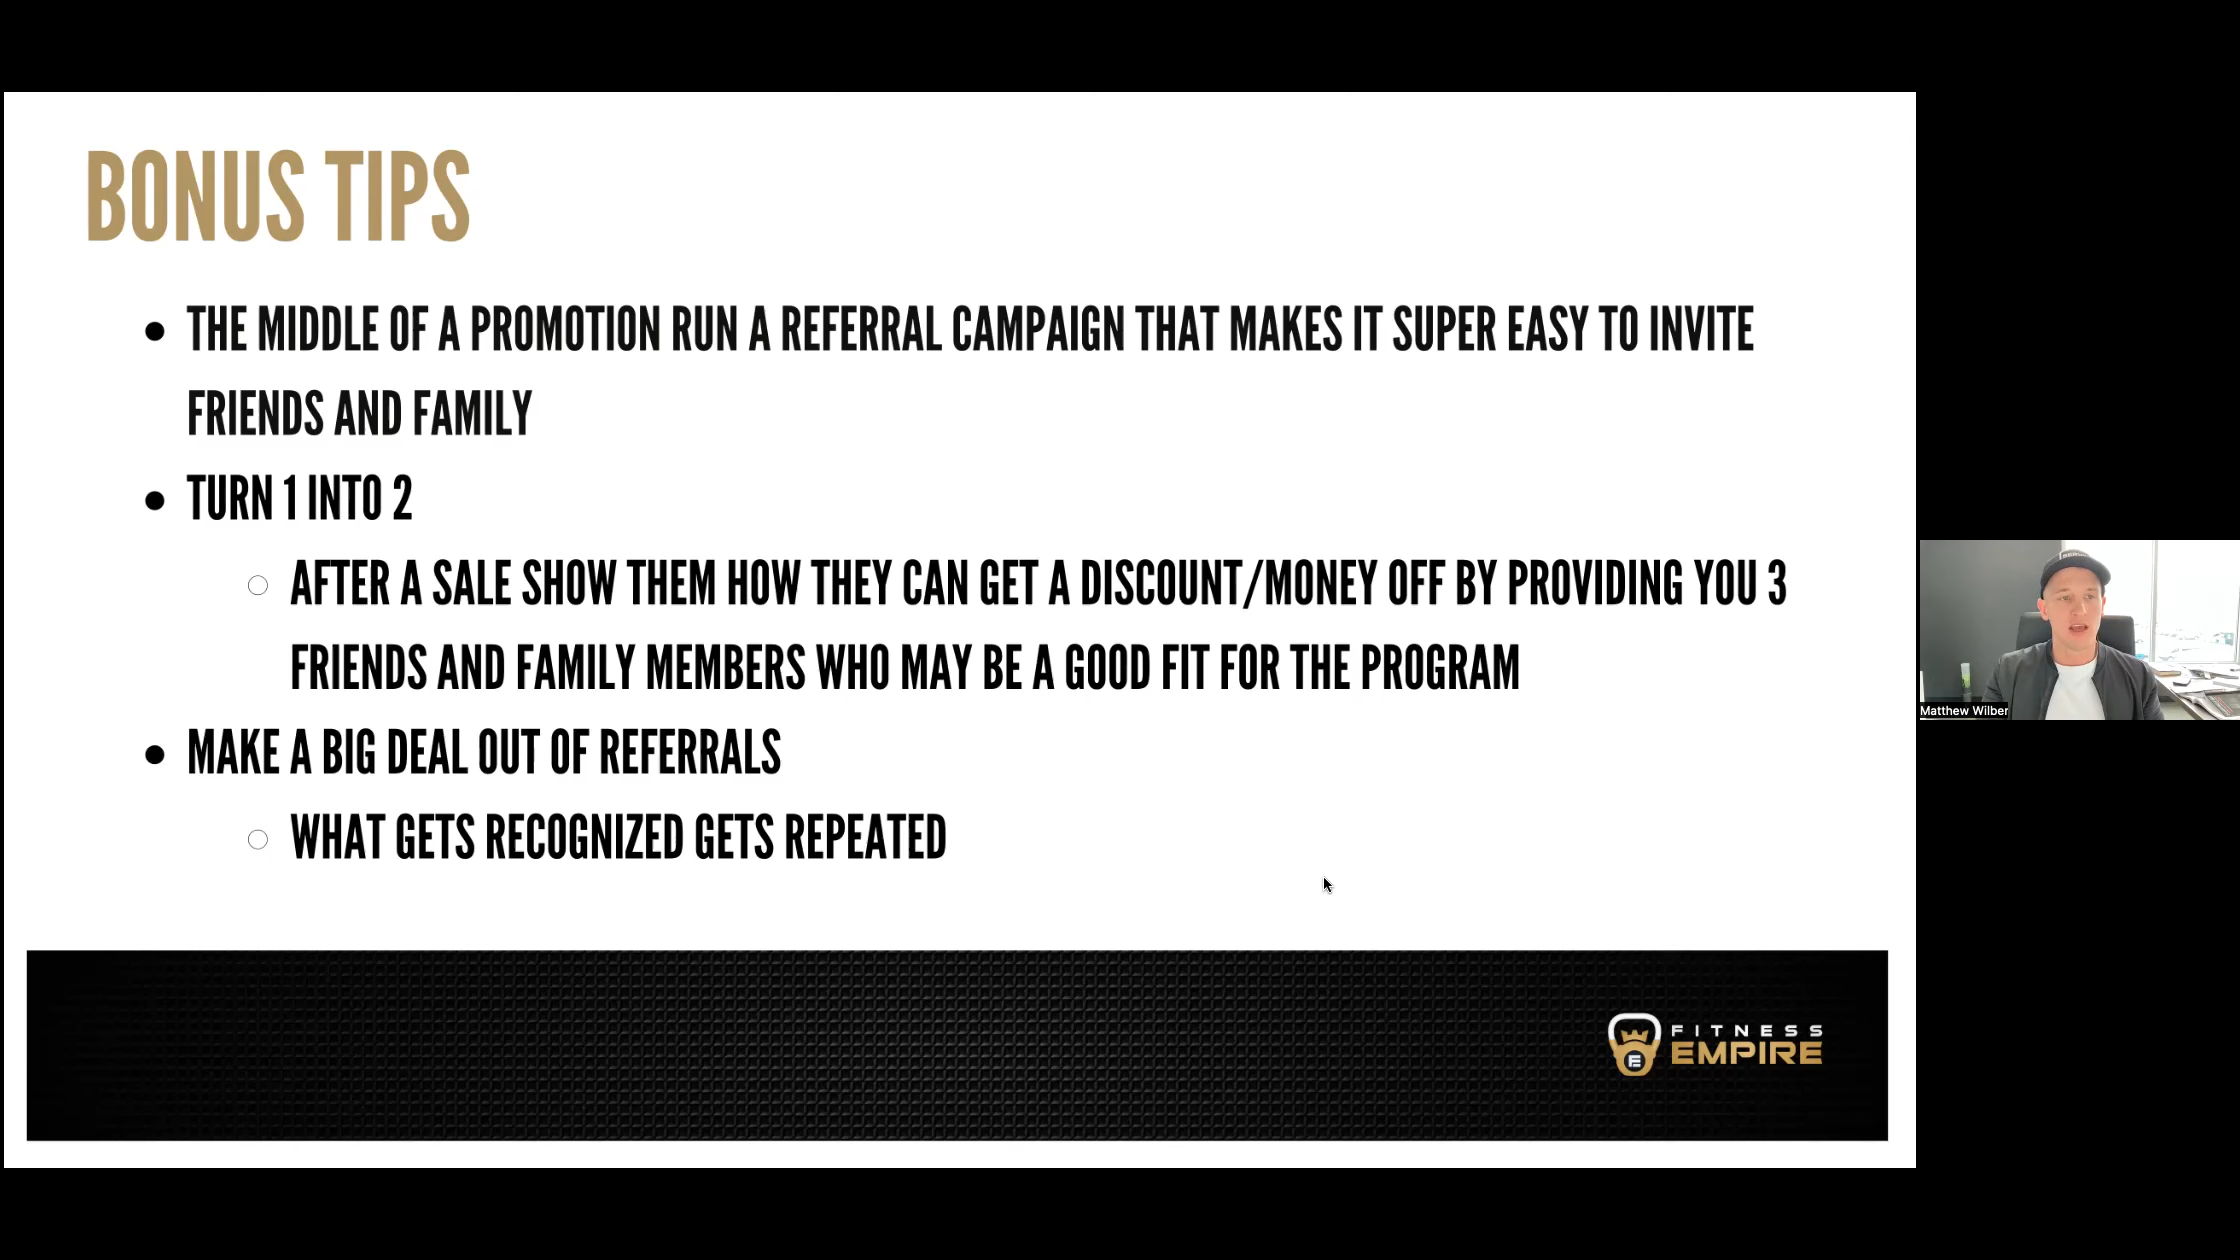 BONUS TIPS
THE MIDDLE OF A PROMOTION RUN A REFERRAL CAMPAIGN THAT MAKES IT SUPER EASY TO INVITE
FRIENDS AND FAMILY
TURN 1 INTO 2
AFTER A SALE SHOW THEM HOW THEY CAN GET A DISCOUNT/MONEY OFF BY PROVIDING YOU 3
FRIENDS AND FAMILY MEMBERS WHO MAY BE A GOOD FIT FOR THE PROGRAM
MAKE A BIG DEAL OUT OF REFERRALS
WHAT GETS RECOGNIZED GETS REPEATED
FITNESS
EMPIRE
E
Matthew Wilber